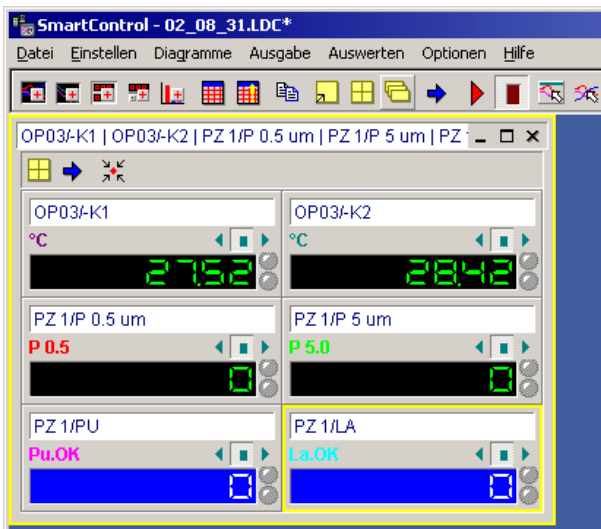 SmartControl - 02_08_31.LDC*
Datei Einstellen Diagramme Ausgabe Auswerten Optionen Hilfe
OP03/-K1 | OP03/-K2 | PZ 1/P 0.5 um | PZ 1/P 5 um | PZ
OP03/-K1 OP03/-K2
°C °C
27.52 28.42
PZ 1/P 0.5 um PZ 1/P 5 um
P 0.5 P 5.0
0 0
PZ 1/PU PZ 1/LA
Pu.OK La.OK
0 0